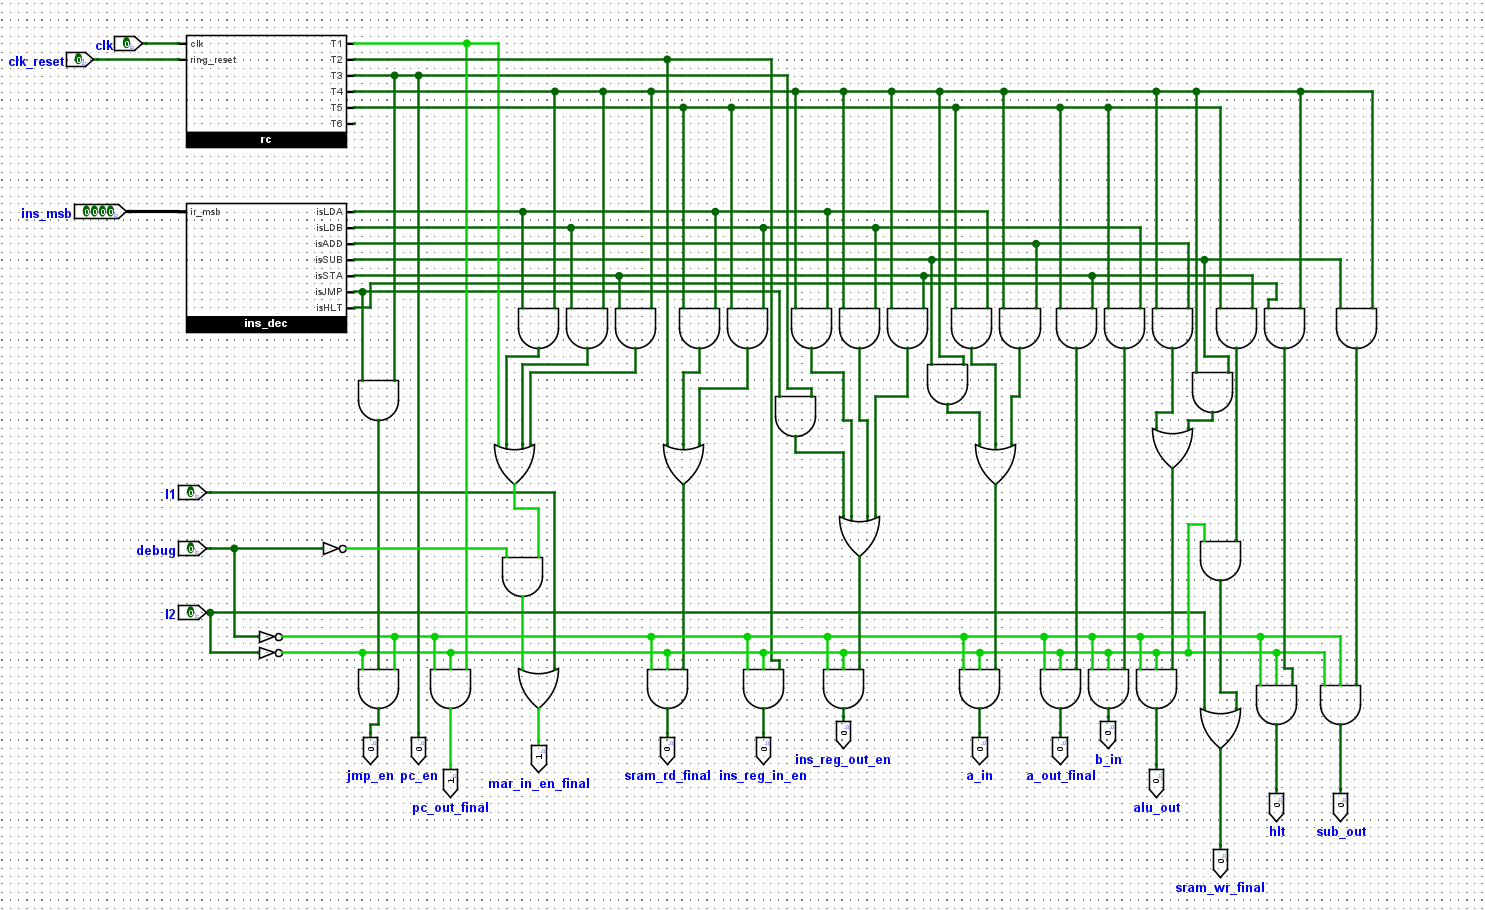 clk 0
clk_reset 0
clk
ring_reset
T1
T2
T3
T4
T5
T6
rc
ins_msb 0000
ir_msb
isLDA
isLDB
isADD
isSUB
isSTA
isJMP
isHLT
ins_dec
I1 0
debug 0
I2 0
0 0 1 1 0 0 0 0 0 0 0 0 0 0
jmp_en pc_en
pc_out_final
mar_in_en_final
sram_rd_final ins_reg_in_en
ins_reg_out_en
a_in
a_out_final
b_in
alu_out
hlt
sub_out
sram_wr_final